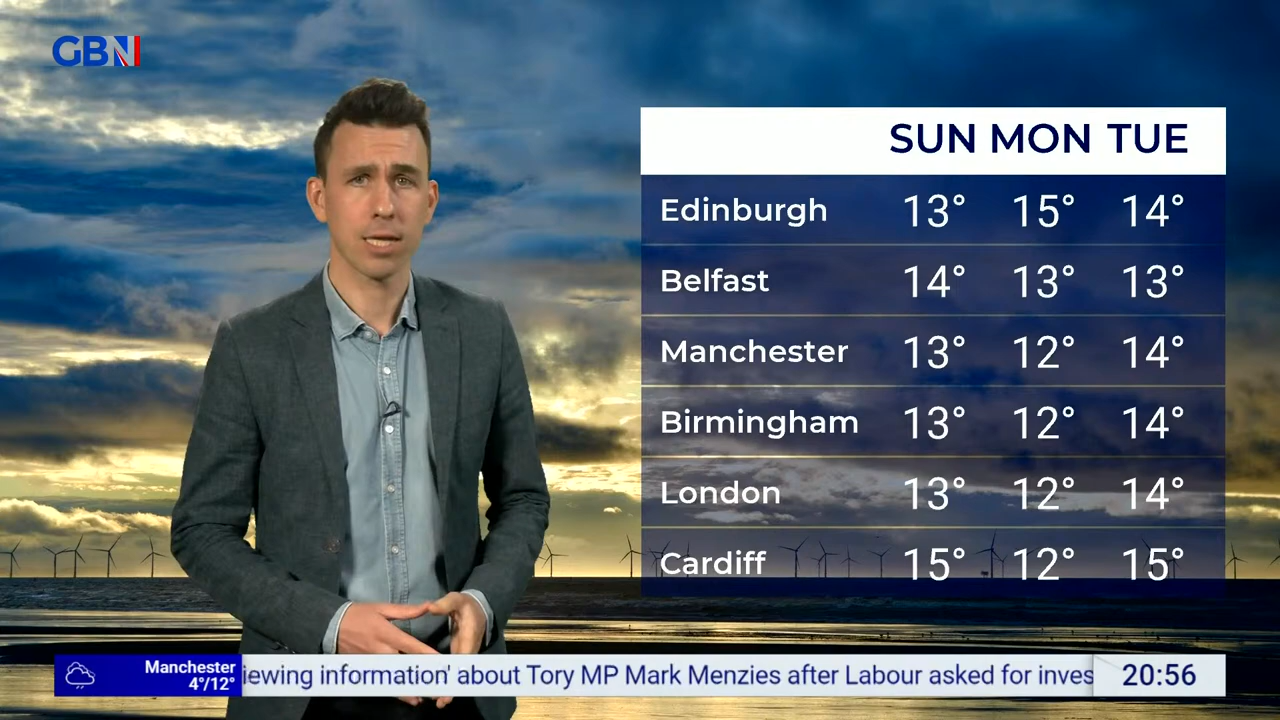 GBN
SUN MON TUE
Edinburgh 13° 15° 14°
Belfast 14° 13° 13°
Manchester 13° 12° 14°
Birmingham 13° 12° 14°
London 13° 12° 14°
Cardiff 15° 12° 15°
Manchester
4°/12°
iewing information' about Tory MP Mark Menzies after Labour asked for inves
20:56